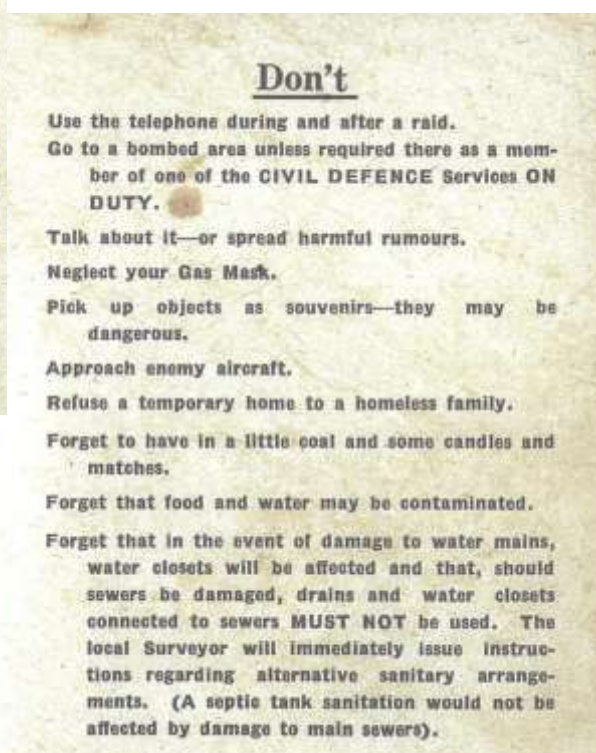 Don't
Use the telephone during and after a raid.
Go to a bombed area unless required there as a mem-
ber of one of the CIVIL DEFENCE Services ON
DUTY.
Talk about it—or spread harmful rumours.
Neglect your Gas Mask.
Pick up objects as souvenirs—they may be
dangerous.
Approach enemy aircraft.
Refuse a temporary home to a homeless family.
Forget to have in a little coal and some candles and
matches.
Forget that food and water may be contaminated.
Forget that in the event of damage to water mains,
water closets will be affected and that, should
sewers be damaged, drains and water closets
connected to sewers MUST NOT be used. The
local Surveyor will immediately issue instruc-
tions regarding alternative sanitary arrange-
ments. (A septic tank sanitation would not be
affected by damage to main sewers).